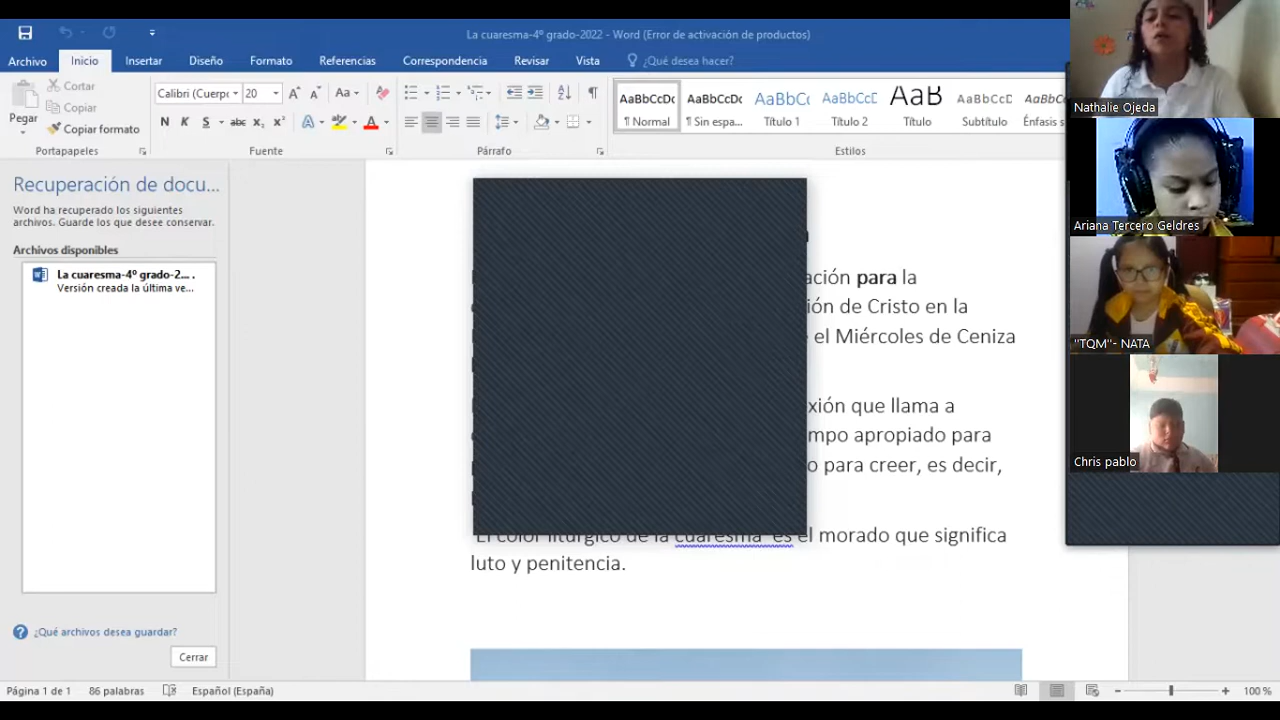 La cuaresma-4º grado-2022 - Word (Error de activación de productos)
Archivo
Inicio
Insertar
Diseño
Formato
Referencias
Correspondencia
Revisar
Vista
¿Qué desea hacer?
Pegar
Cortar
Copiar
Copiar formato
Portapapeles
Calibri (Cuerpo
20
Aa
N K S abc x₂ x²
Fuente
Párrafo
AaBbCcDc
¶ Normal
AaBbCcDc
¶ Sin espa...
AaBbCc
Título 1
AaBbCcD
Título 2
AaB
Título
AaBbCcD
Subtítulo
AaBbCc
Énfasis s
Estilos
Recuperación de docu...
Word ha recuperado los siguientes
archivos. Guarde los que desee conservar.
Archivos disponibles
La cuaresma-4º grado-2... .
Versión creada la última ve...
¿Qué archivos desea guardar?
Cerrar
ación para la
ión de Cristo en la
el Miércoles de Ceniza
xión que llama a
mpo apropiado para
o para creer, es decir,
El color litúrgico de la cuaresma es el morado que significa
luto y penitencia.
Nathalie Ojeda
Ariana Tercero Geldres
"TQM"- NATA
Chris pablo
Página 1 de 1
86 palabras
Español (España)
100 %